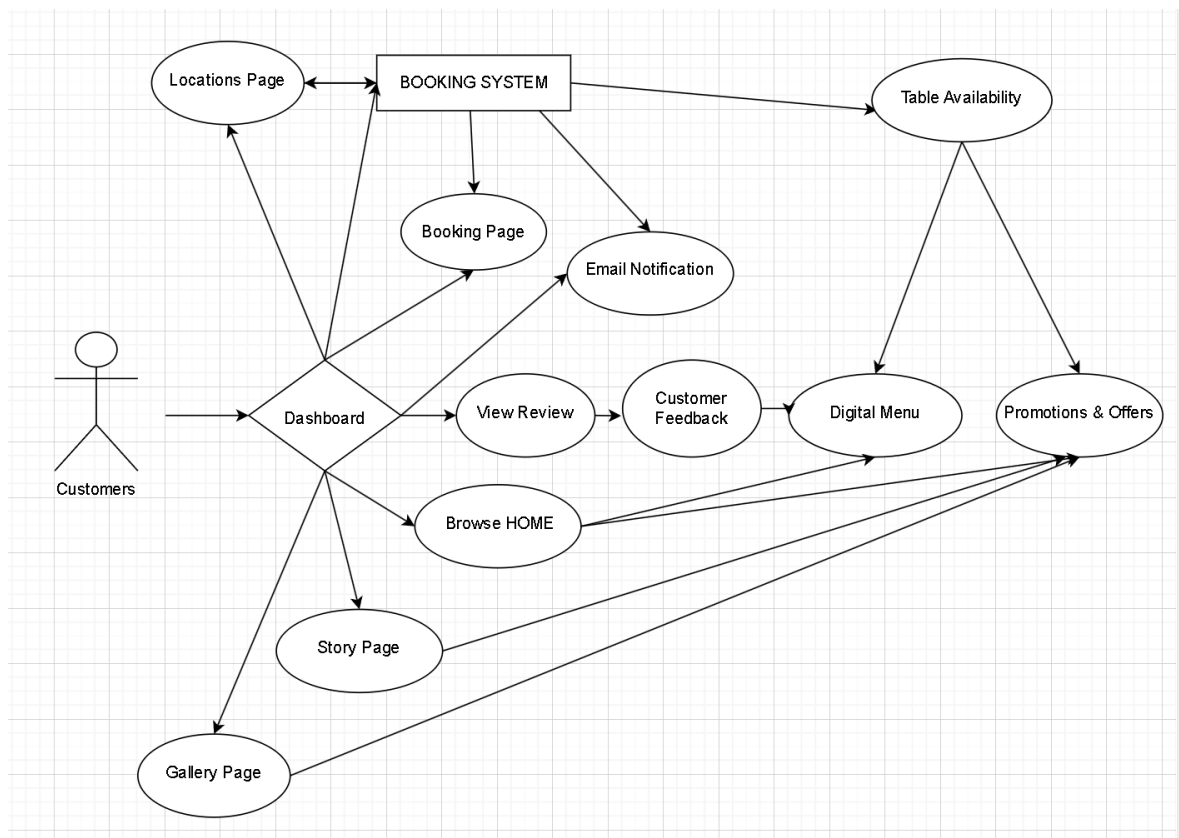 Locations Page
BOOKING SYSTEM
Table Availability
Booking Page
Email Notification
Customers
Dashboard
View Review
Customer
Feedback
Digital Menu
Promotions & Offers
Browse HOME
Story Page
Gallery Page